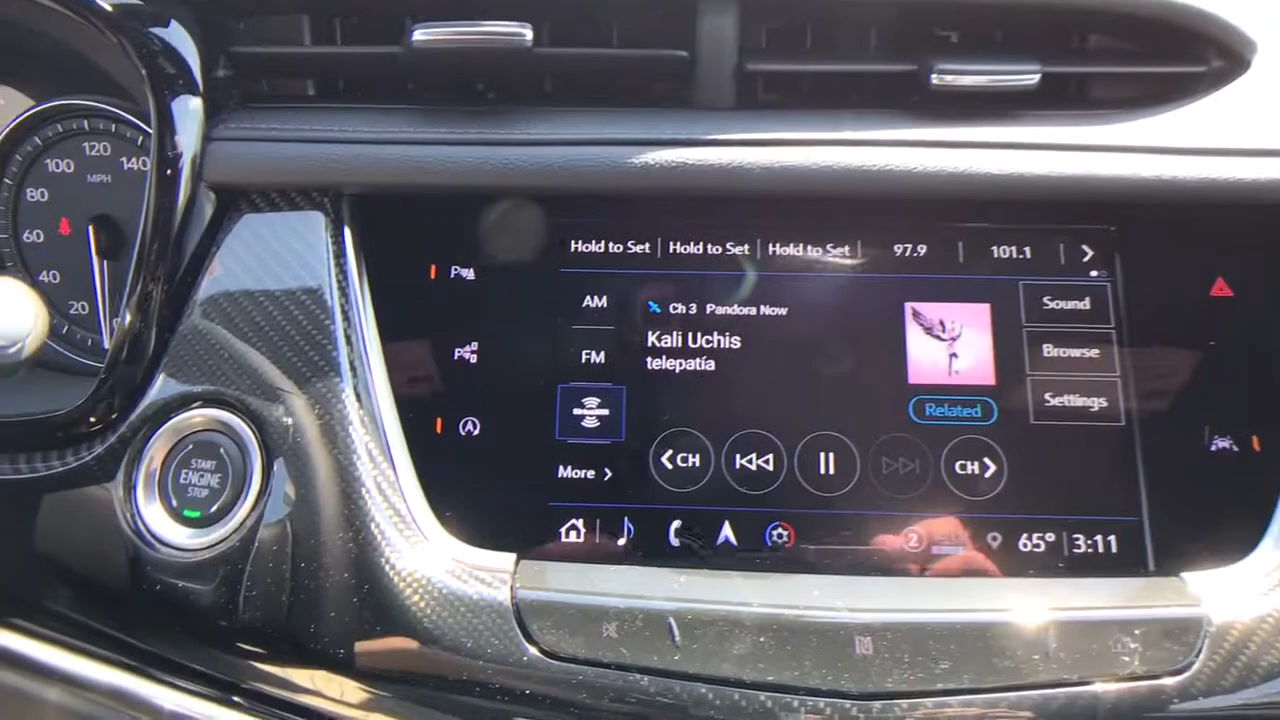 120
100
140
MPH
80
60
40
20
START
ENGINE
STOP
Hold to Set
Hold to Set
Hold to Set
97.9
101.1
AM
FM
More
Ch 3 Pandora Now
Kali Uchis
telepatía
Related
Sound
Browse
Settings
CH
CH
2
65° 3:11